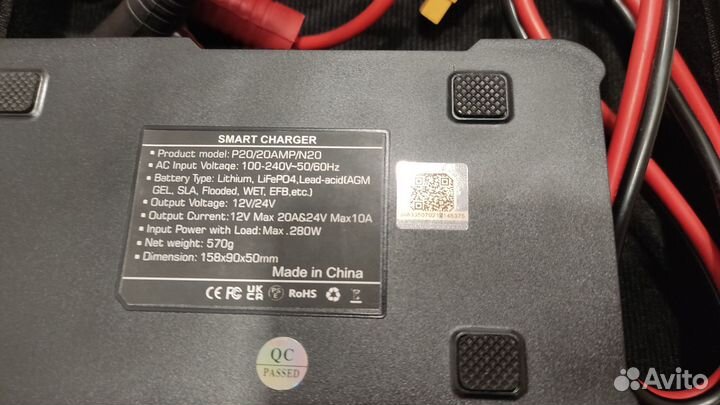 SMART CHARGER
• Product model: P20/20AMP/N20
• AC Input Voltage: 100-240V~50/60Hz
• Battery Type: Lithium, LiFePO4,Lead-acid(AGM
GEL, SLA, Flooded, WET, EFB,etc.)
• Output Voltage: 12V/24V
• Output Current:12V Max 20A&24V Max10A
• Input Power with Load: Max .280W
• Net weight: 570g
• Dimension: 158x90x50mm
Made in China
CE FC UK CA PSE RoHS
QC
PASSED
Avito